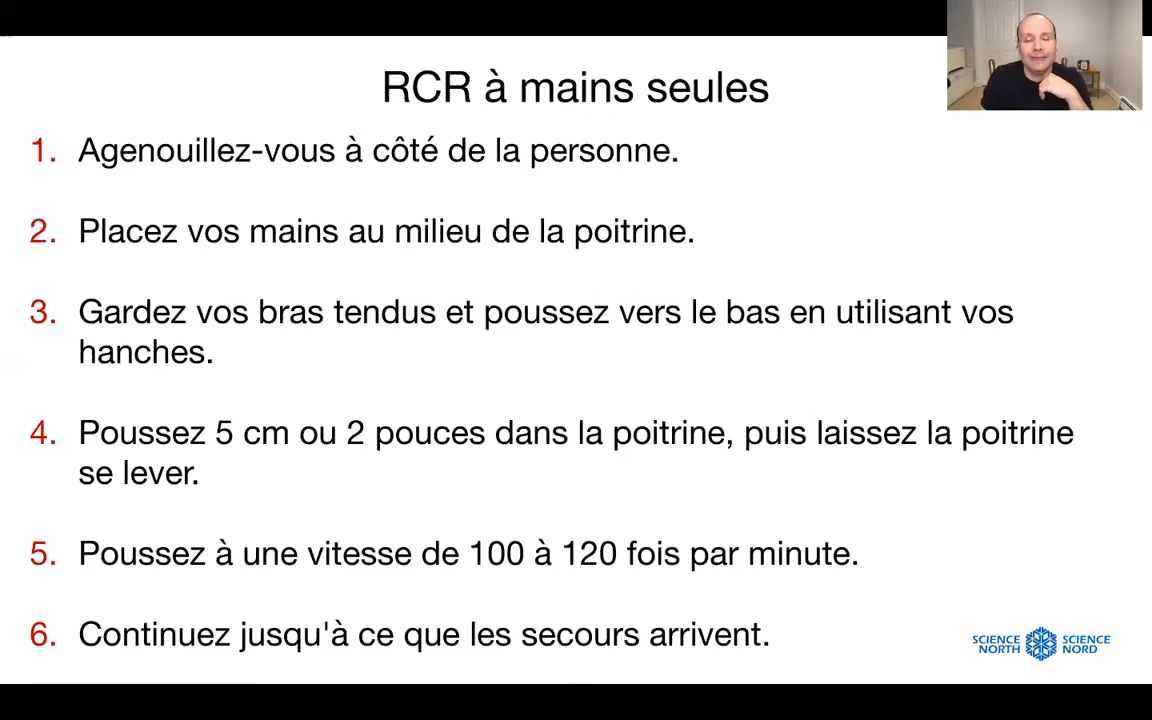 RCR à mains seules
1. Agenouillez-vous à côté de la personne.
2. Placez vos mains au milieu de la poitrine.
3. Gardez vos bras tendus et poussez vers le bas en utilisant vos
hanches.
4. Poussez 5 cm ou 2 pouces dans la poitrine, puis laissez la poitrine
se lever.
5. Poussez à une vitesse de 100 à 120 fois par minute.
6. Continuez jusqu'à ce que les secours arrivent.
SCIENCE NORTH
SCIENCE NORD